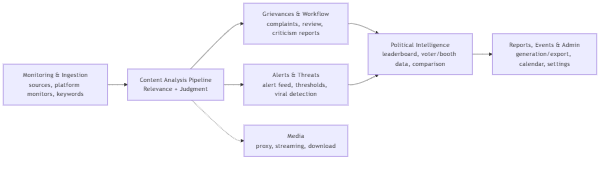 Monitoring & Ingestion
sources, platform
monitors, keywords
Content Analysis Pipeline
Relevance + Judgment
Grievances & Workflow
complaints, review,
criticism reports
Alerts & Threats
alert feed, thresholds,
viral detection
Media
proxy, streaming, download
Political Intelligence
leaderboard, voter/booth
data, comparison
Reports, Events & Admin
generation/export,
calendar, settings